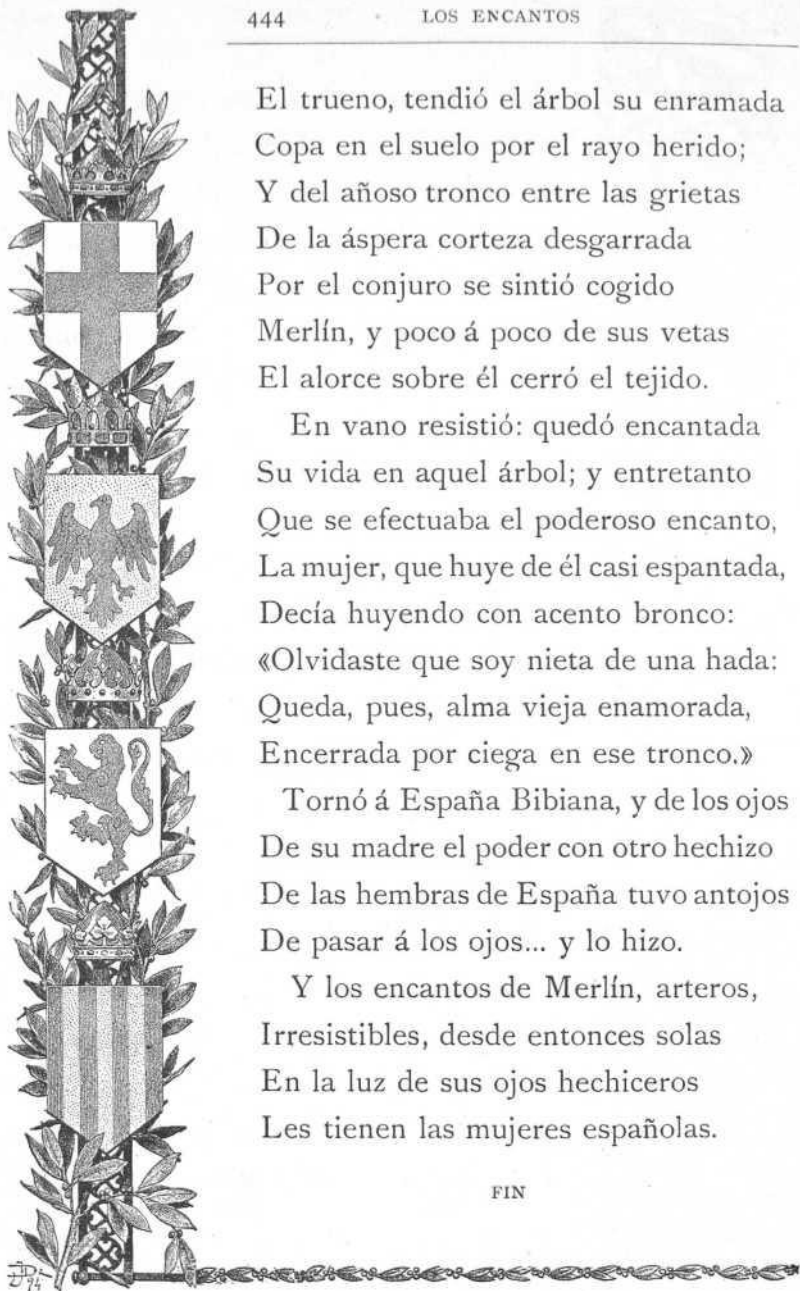 444 LOS ENCANTOS
El trueno, tendió el árbol su enramada
Copa en el suelo por el rayo herido;
Y del añoso tronco entre las grietas
De la áspera corteza desgarrada
Por el conjuro se sintió cogido
Merlín, y poco á poco de sus vetas
El alorce sobre él cerró el tejido.
En vano resistió: quedó encantada
Su vida en aquel árbol; y entretanto
Que se efectuaba el poderoso encanto,
La mujer, que huye de él casi espantada,
Decía huyendo con acento bronco:
«Olvidaste que soy nieta de una hada:
Queda, pues, alma vieja enamorada,
Encerrada por ciega en ese tronco.»
Tornó á España Bibiana, y de los ojos
De su madre el poder con otro hechizo
De las hembras de España tuvo antojos
De pasar á los ojos... y lo hizo.
Y los encantos de Merlín, arteros,
Irresistibles, desde entonces solas
En la luz de sus ojos hechiceros
Les tienen las mujeres españolas.
FIN